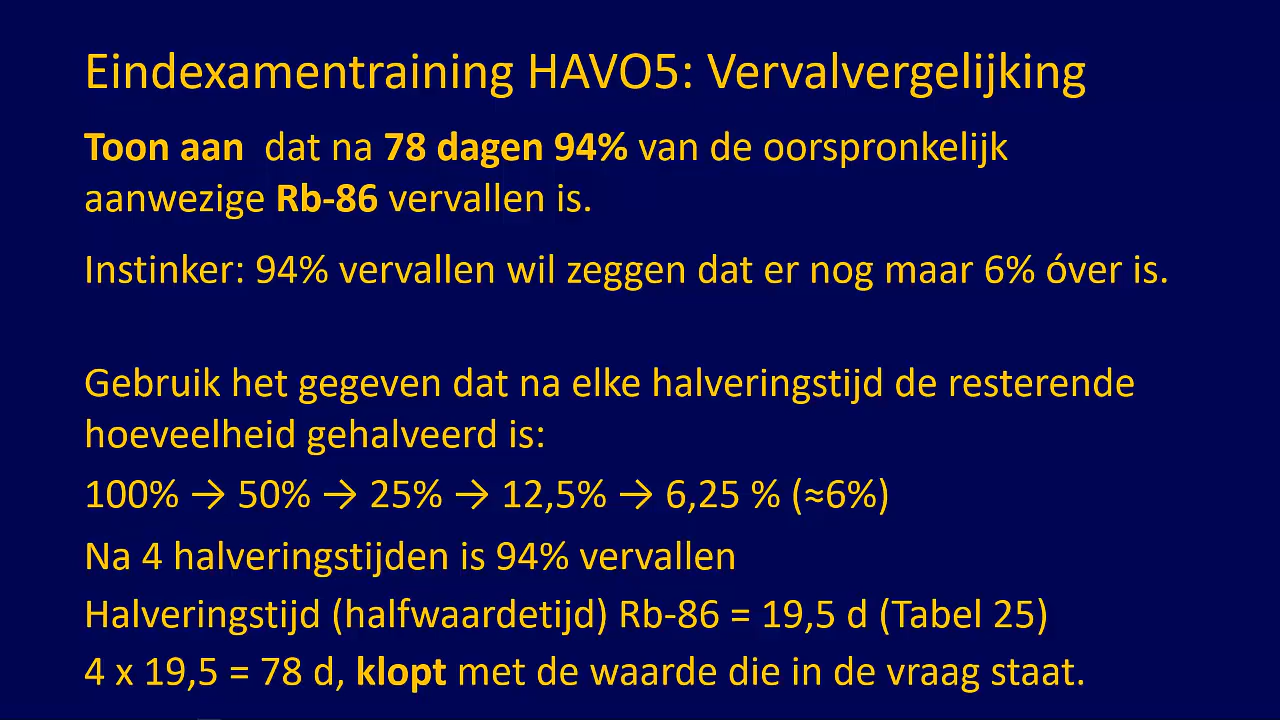 Eindexamentraining HAVO5: Vervalvergelijking
Toon aan dat na 78 dagen 94% van de oorspronkelijk
aanwezige Rb-86 vervallen is.
Instinker: 94% vervallen wil zeggen dat er nog maar 6% óver is.
Gebruik het gegeven dat na elke halveringstijd de resterende
hoeveelheid gehalveerd is:
100% → 50% → 25% → 12,5% → 6,25 % (≈6%)
Na 4 halveringstijden is 94% vervallen
Halveringstijd (halfwaardetijd) Rb-86 = 19,5 d (Tabel 25)
4 x 19,5 = 78 d, klopt met de waarde die in de vraag staat.